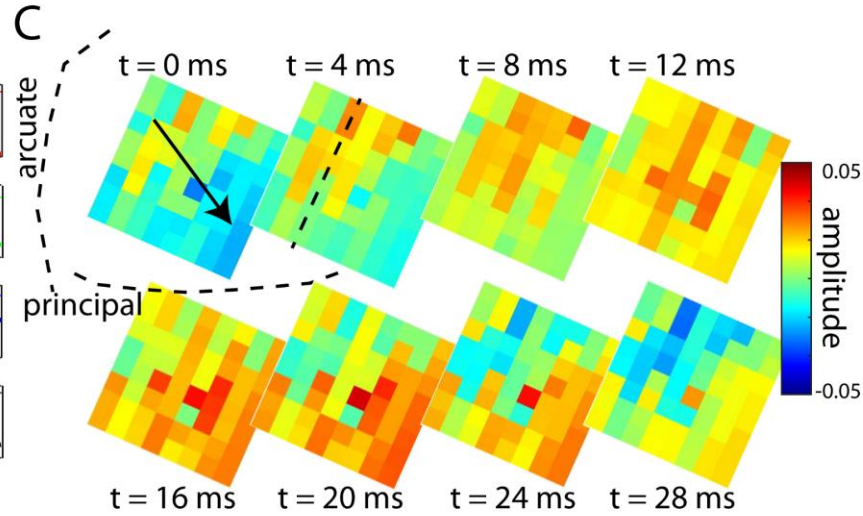 C
t = 0 ms
t = 4 ms
t = 8 ms
t = 12 ms
arcuate
principal
0.05
amplitude
-0.05
t = 16 ms
t = 20 ms
t = 24 ms
t = 28 ms